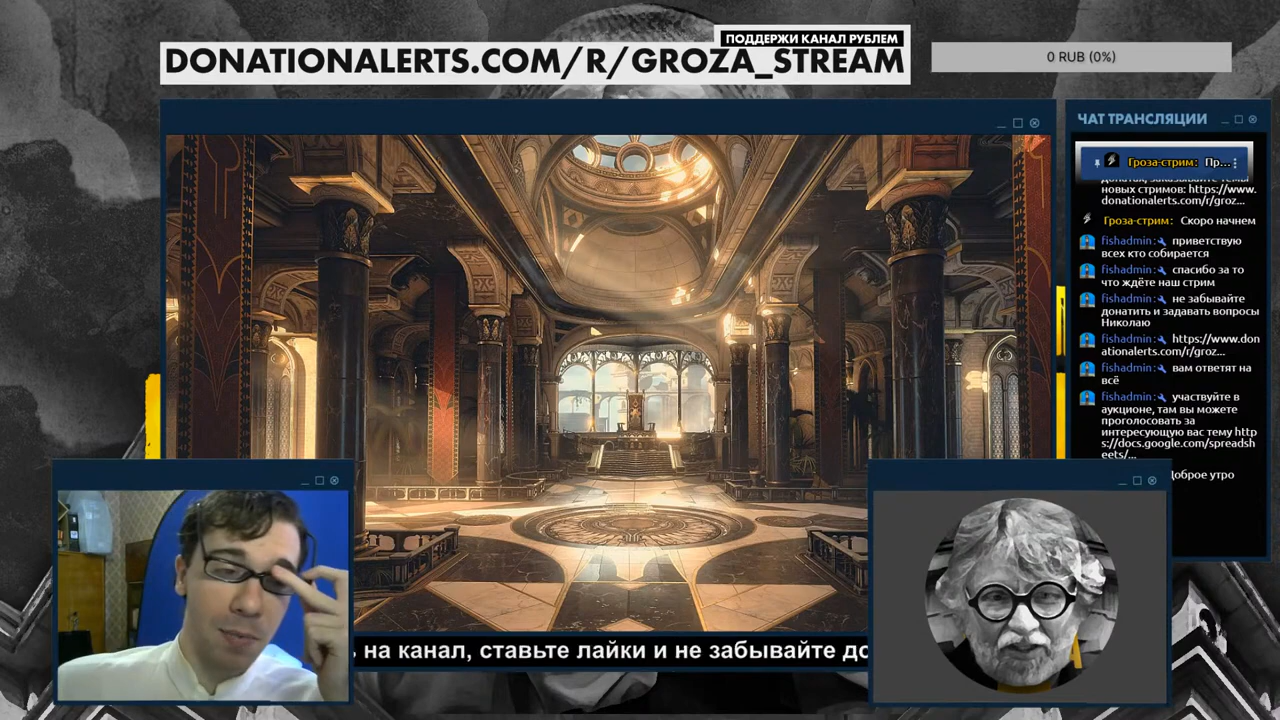 ПОДДЕРЖИ КАНАЛ РУБЛЕМ
DONATIONALERTS.COM/R/GROZA_STREAM
0 RUB (0%)
ЧАТ ТРАНСЛЯЦИИ
Гроза-стрим: Пр...
новых стримов: https://www.
donationalerts.com/r/groz...
Гроза-стрим: Скоро начнем
fishadmin: приветствую
всех кто собирается
fishadmin: спасибо за то
что ждёте наш стрим
fishadmin: не забывайте
донатить и задавать вопросы
Николаю
fishadmin: https://www.don
ationalerts.com/r/groz...
fishadmin: вам ответят на
всё
fishadmin: участвуйте в
аукционе, там вы можете
проголосовать за
интересующую вас тему http
s://docs.google.com/spreadsh
eets/...
Доброе утро
на канал, ставьте лайки и не забывайте